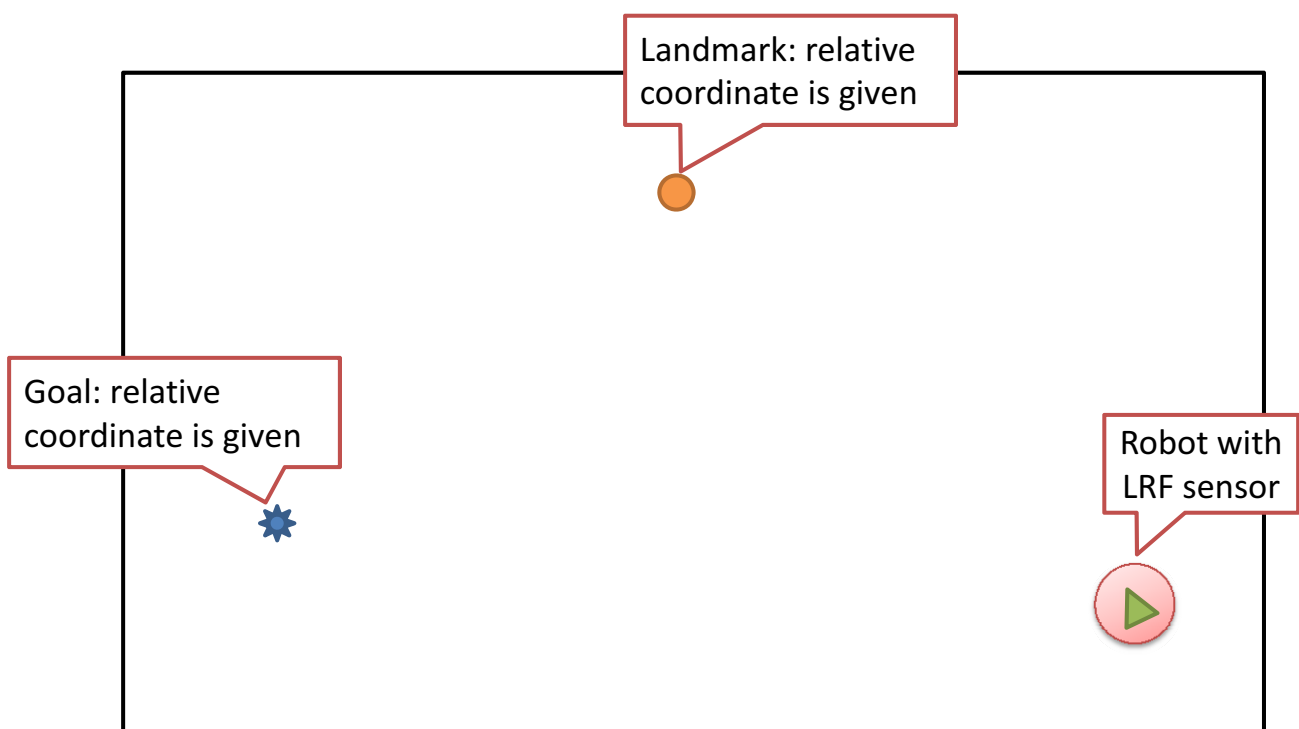 Landmark: relative
coordinate is given
Goal: relative
coordinate is given
Robot with
LRF sensor